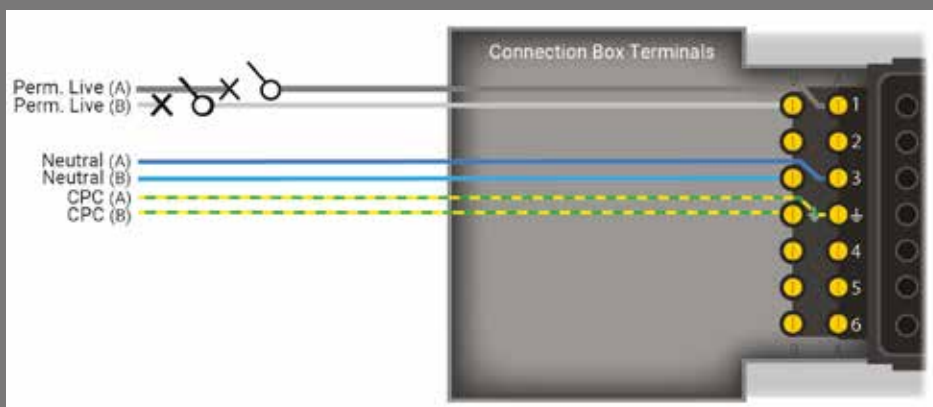 Connection Box Terminals
Perm. Live (A)
Perm. Live (B)
Neutral (A)
Neutral (B)
CPC (A)
CPC (B)
1
2
3
4
5
6